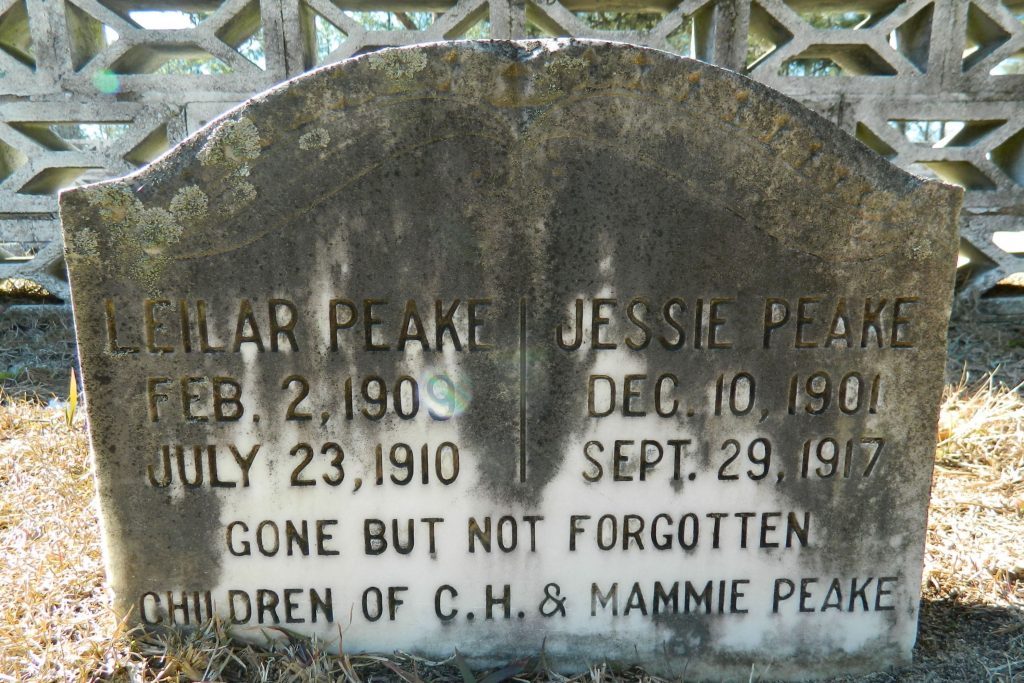 LEILAR PEAKE
FEB. 2, 1909
JULY 23, 1910
JESSIE PEAKE
DEC. 10, 1901
SEPT. 29, 1917
GONE BUT NOT FORGOTTEN
CHILDREN OF C.H. & MAMMIE PEAKE